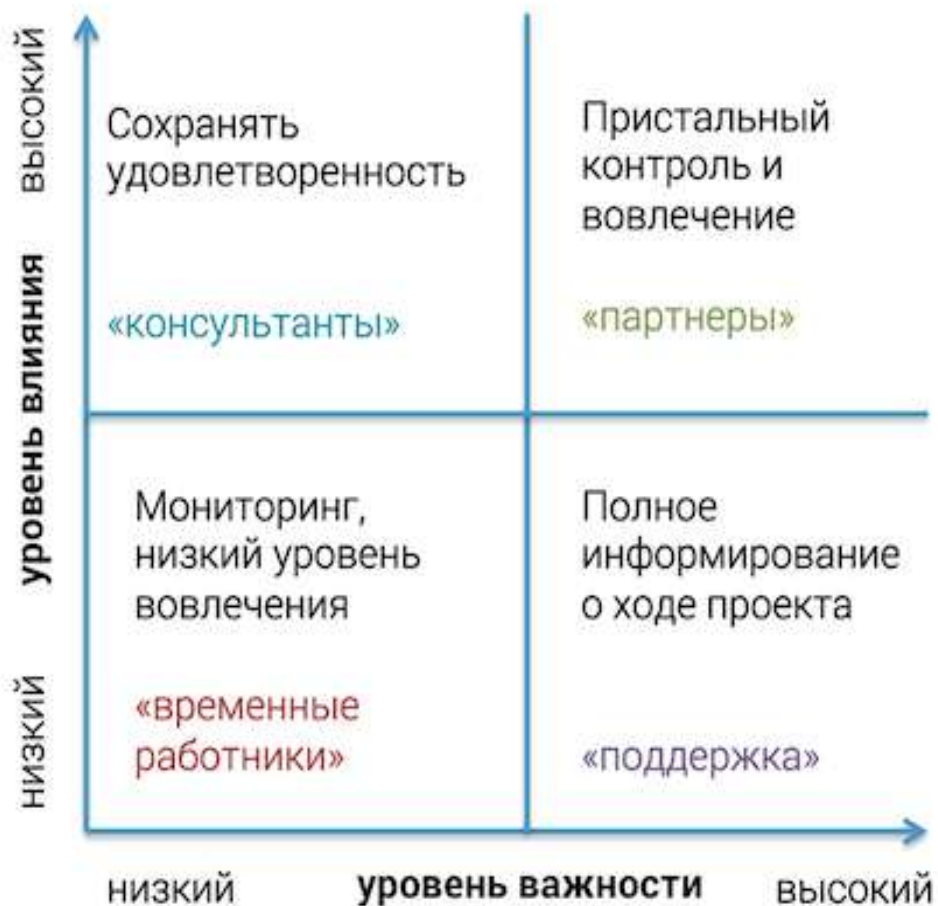 высокий
уровень влияния
низкий
Сохранять
удовлетворенность
«консультанты»
Пристальный
контроль и
вовлечение
«партнеры»
Мониторинг,
низкий уровень
вовлечения
«временные
работники»
Полное
информирование
о ходе проекта
«поддержка»
низкий
уровень важности
высокий